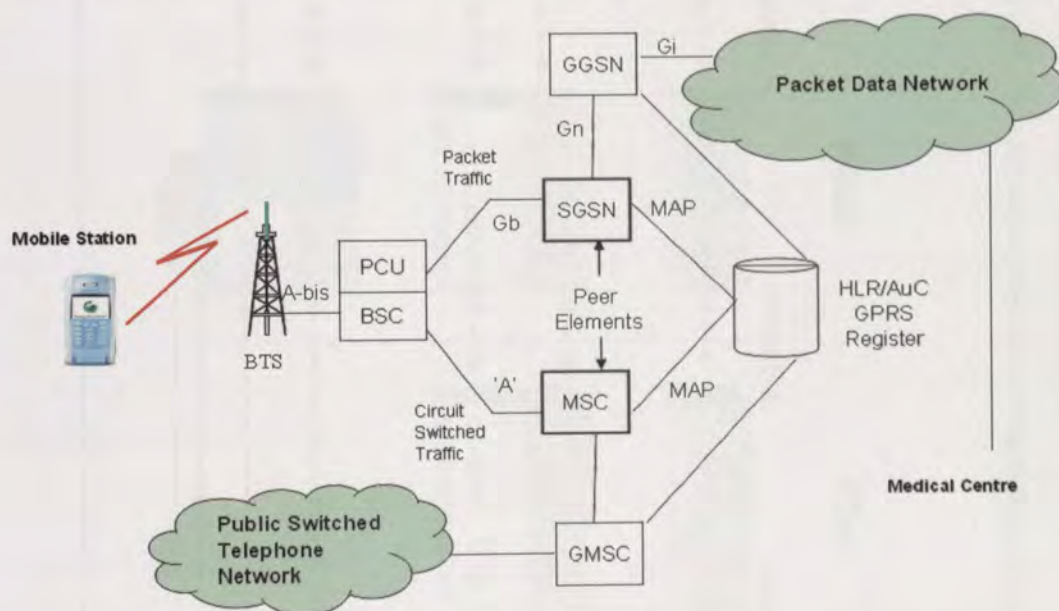 Gi
GGSN
Packet Data Network
Gn
Packet
Traffic
SGSN
MAP
Gb
Mobile Station
PCU
A-bis
BSC
BTS
Peer
Elements
HLR/AuC
GPRS
Register
'A'
MSC
MAP
Circuit
Switched
Traffic
Medical Centre
Public Switched
Telephone
Network
GMSC